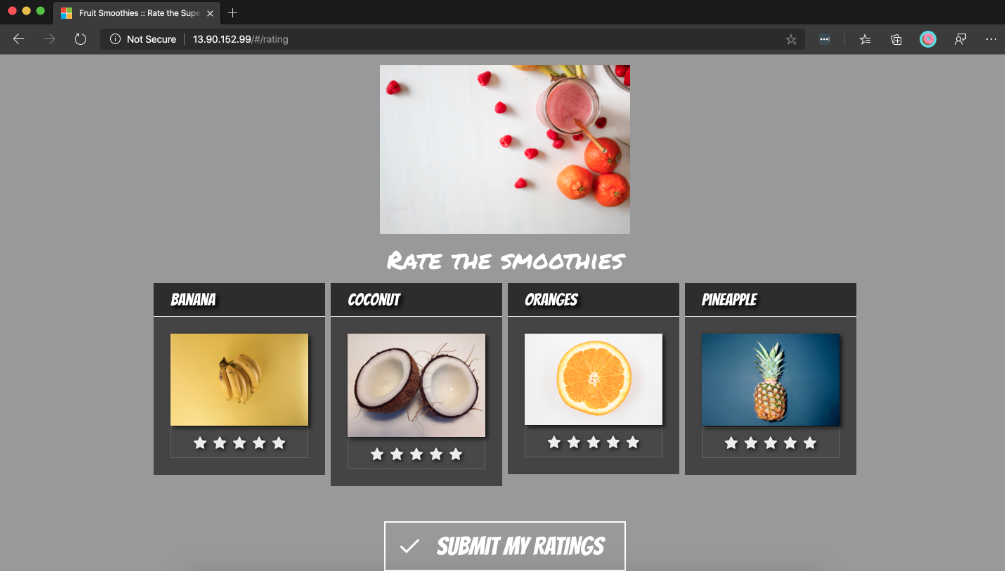 Fruit Smoothies :: Rate the Supe
Not Secure 13.90.152.99/#/rating
Rate the smoothies
BANANA
COCONUT
ORANGES
PINEAPPLE
SUBMIT MY RATINGS